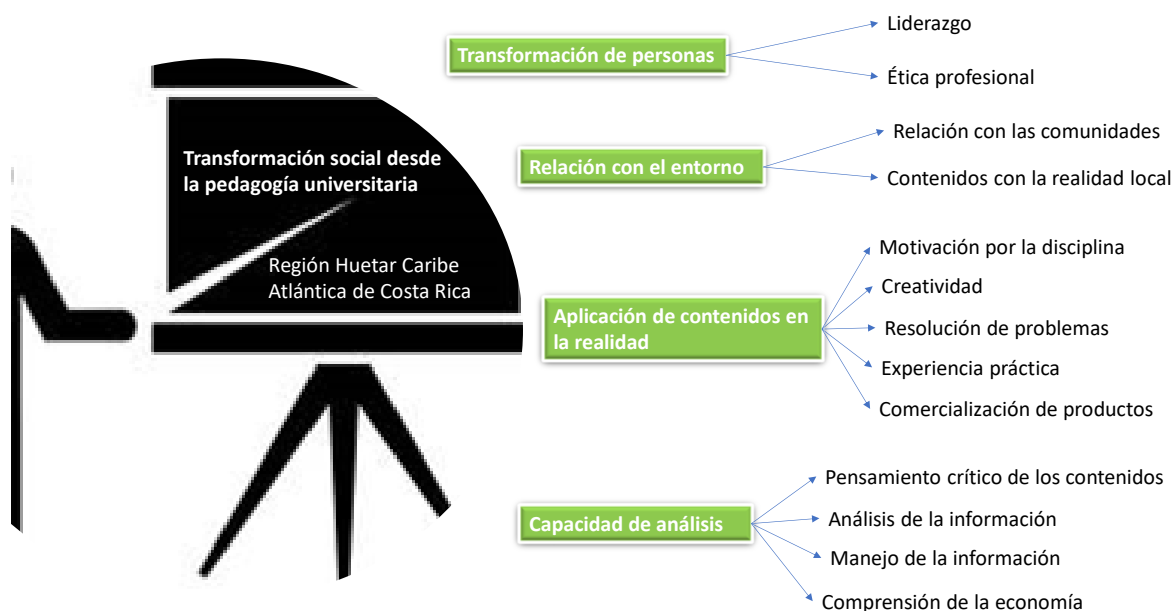 Transformación social desde
la pedagogía universitaria
Región Huetar Caribe
Atlántica de Costa Rica
Transformación de personas
Liderazgo
Ética profesional
Relación con el entorno
Relación con las comunidades
Contenidos con la realidad local
Aplicación de contenidos en
la realidad
Motivación por la disciplina
Creatividad
Resolución de problemas
Experiencia práctica
Comercialización de productos
Capacidad de análisis
Pensamiento crítico de los contenidos
Análisis de la información
Manejo de la información
Comprensión de la economía